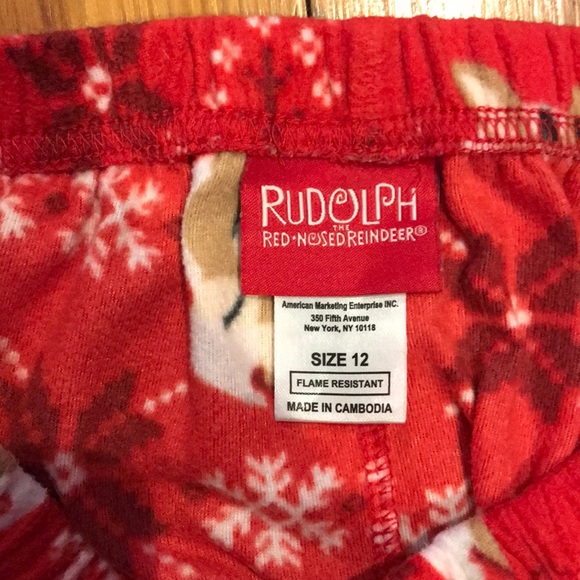 RUDOLPH
THE
RED•NOSED REINDEER®
American Marketing Enterprise INC.
350 Fifth Avenue
New York, NY 10118
SIZE 12
FLAME RESISTANT
MADE IN CAMBODIA